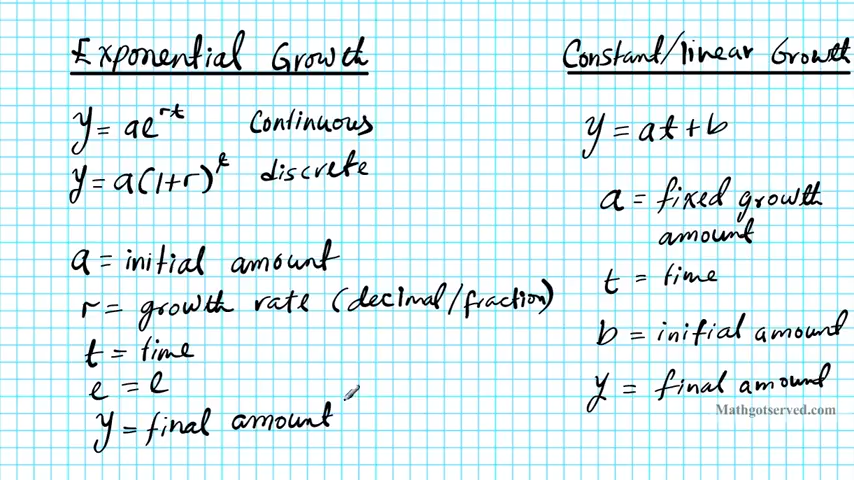 Exponential Growth
y = ae^rt continuous
y = a(1+r)^t discrete
a = initial amount
r = growth rate (decimal/fraction)
t = time
e = e
y = final amount
Constant/linear Growth
y = at + b
a = fixed growth
amount
t = time
b = initial amount
y = final amount
Mathgotserved.com